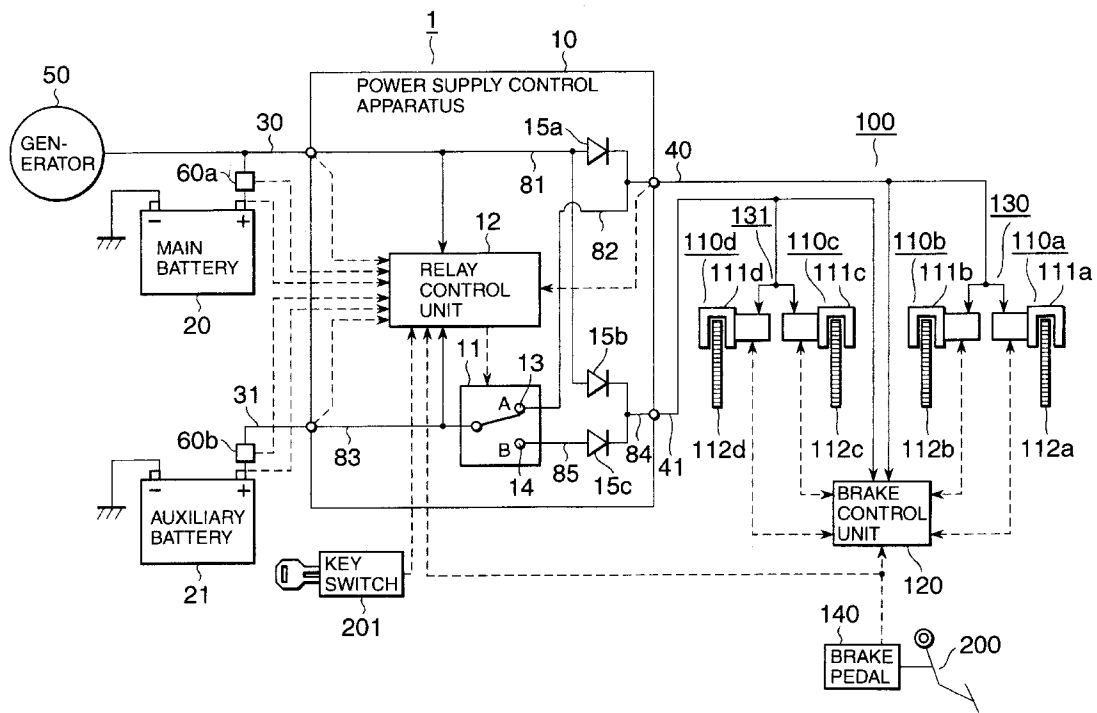 1
10
50
POWER SUPPLY CONTROL
APPARATUS
GEN-
ERATOR
30
15a
81
40
100
60a
82
12
131
130
MAIN
BATTERY
- +
20
RELAY
CONTROL
UNIT
110d 110c 110b 110a
111d 111c 111b 111a
11
13
15b
A
B
14
31
60b
83
85
15c
84
41
112d 112c 112b 112a
- +
AUXILIARY
BATTERY
21
KEY
SWITCH
201
BRAKE
CONTROL
UNIT
120
140
BRAKE
PEDAL
200